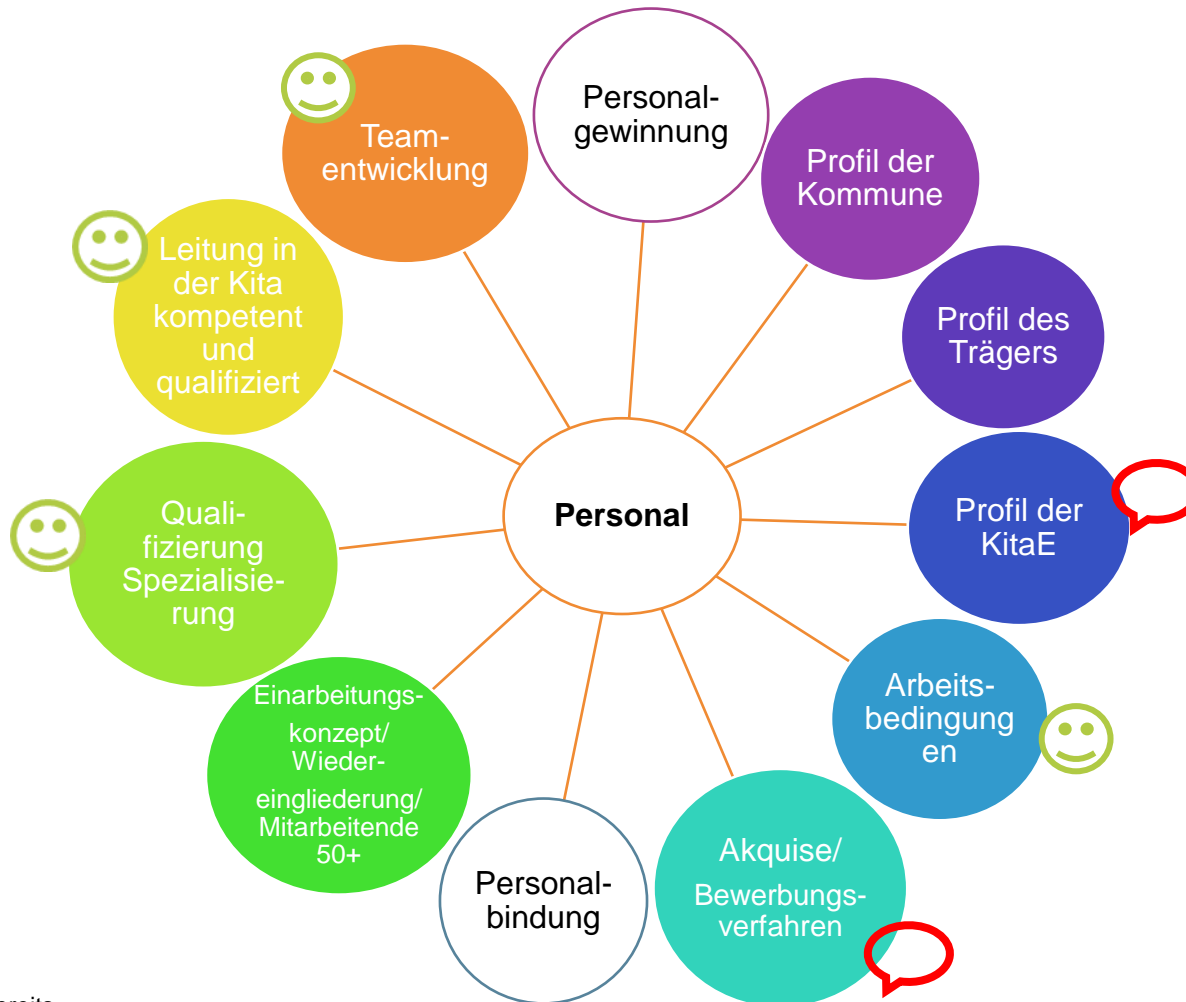 Personal-
gewinnung
Profil der
Kommune
Profil des
Trägers
Profil der
KitaE
Arbeits-
bedingung
en
Akquise/
Bewerbungs-
verfahren
Personal-
bindung
Einarbeitungs-
konzept/
Wieder-
eingliederung/
Mitarbeitende
50+
Quali-
fizierung
Spezialisie-
rung
Leitung in
der Kita
kompetent
und
qualifiziert
Team-
entwicklung
Personal